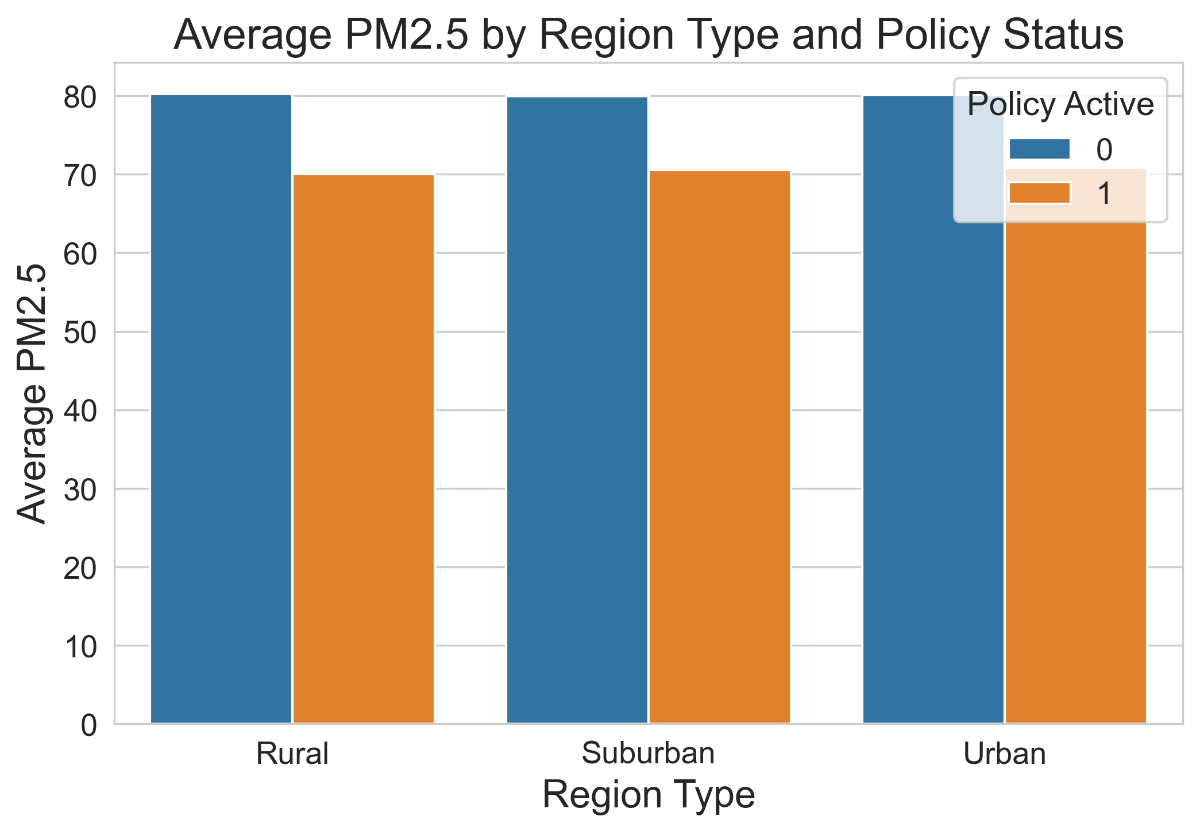 Average PM2.5 by Region Type and Policy Status
Policy Active
0
1
80
70
60
50
40
30
20
10
0
Average PM2.5
Rural Suburban Urban
Region Type